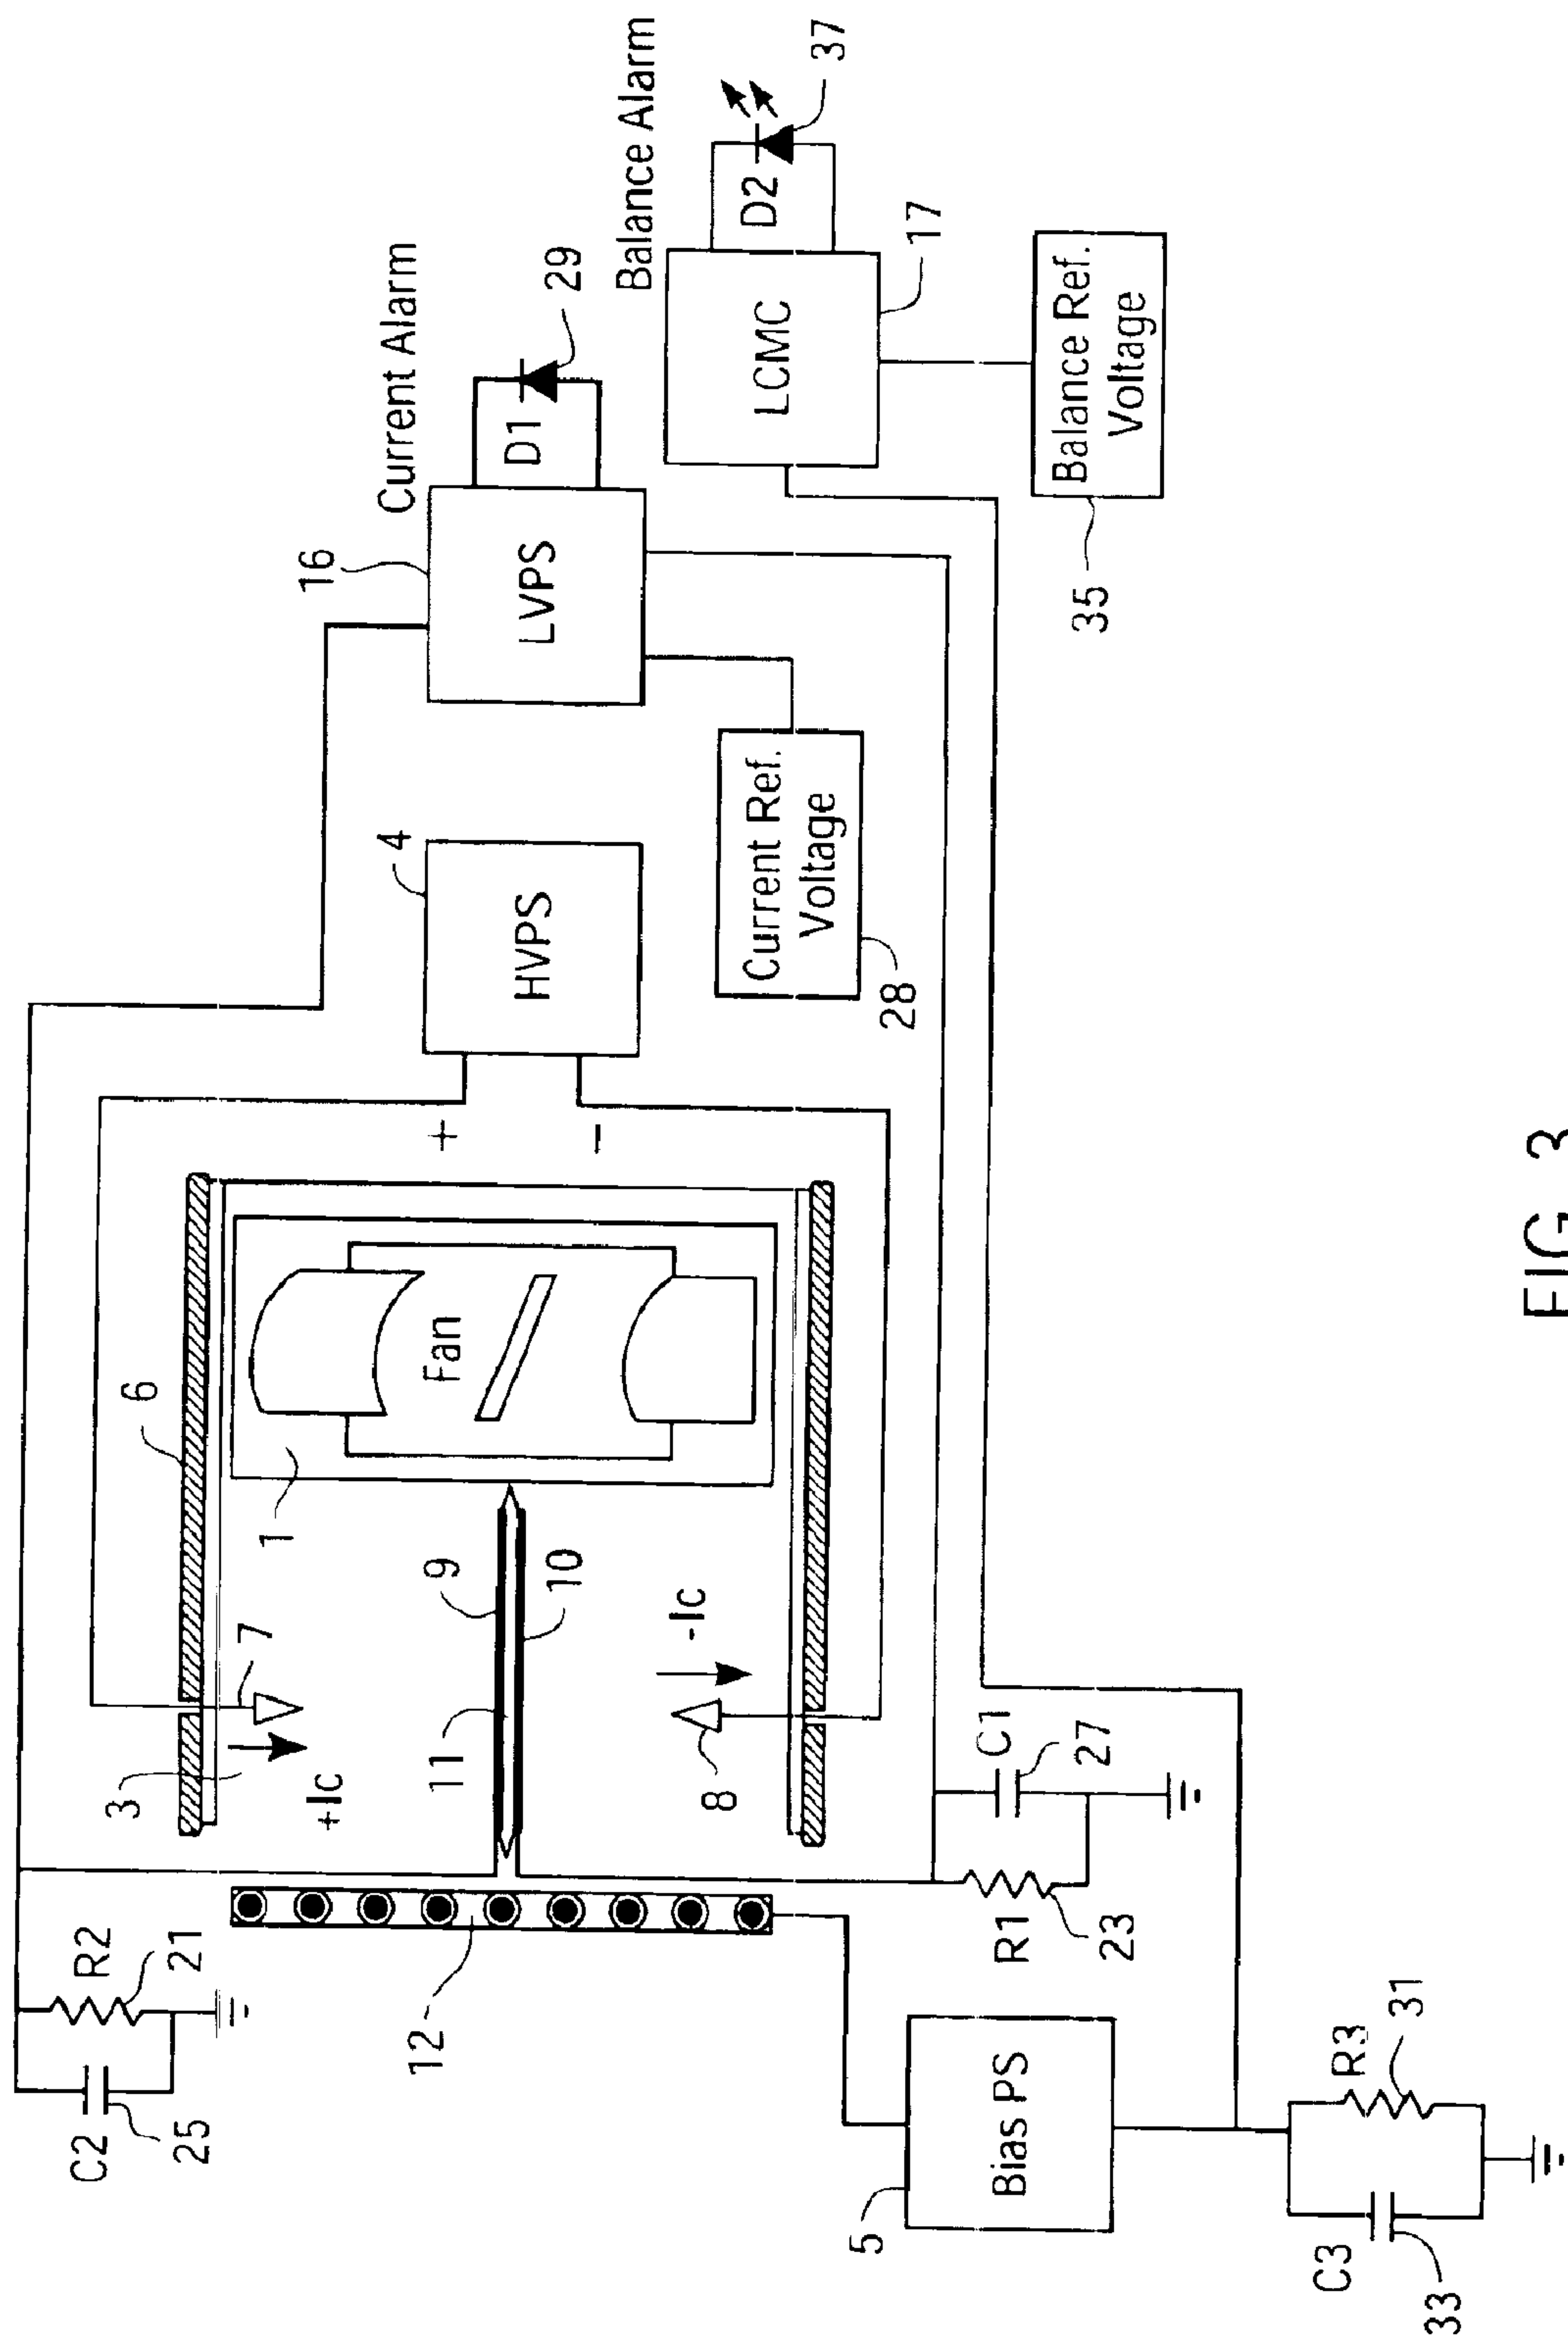 C2
25
R2
21
3
+Ic
7
6
1
Fan
+
−
HVPS
4
16
LVPS
Current Alarm
D1
29
Balance Alarm
LCMC
D2
37
17
12
11
9
10
8
-Ic
Current Ref.
Voltage
28
Balance Ref.
Voltage
35
5
Bias PS
R1
23
C1
27
C3
33
R3
31
FIG. 3